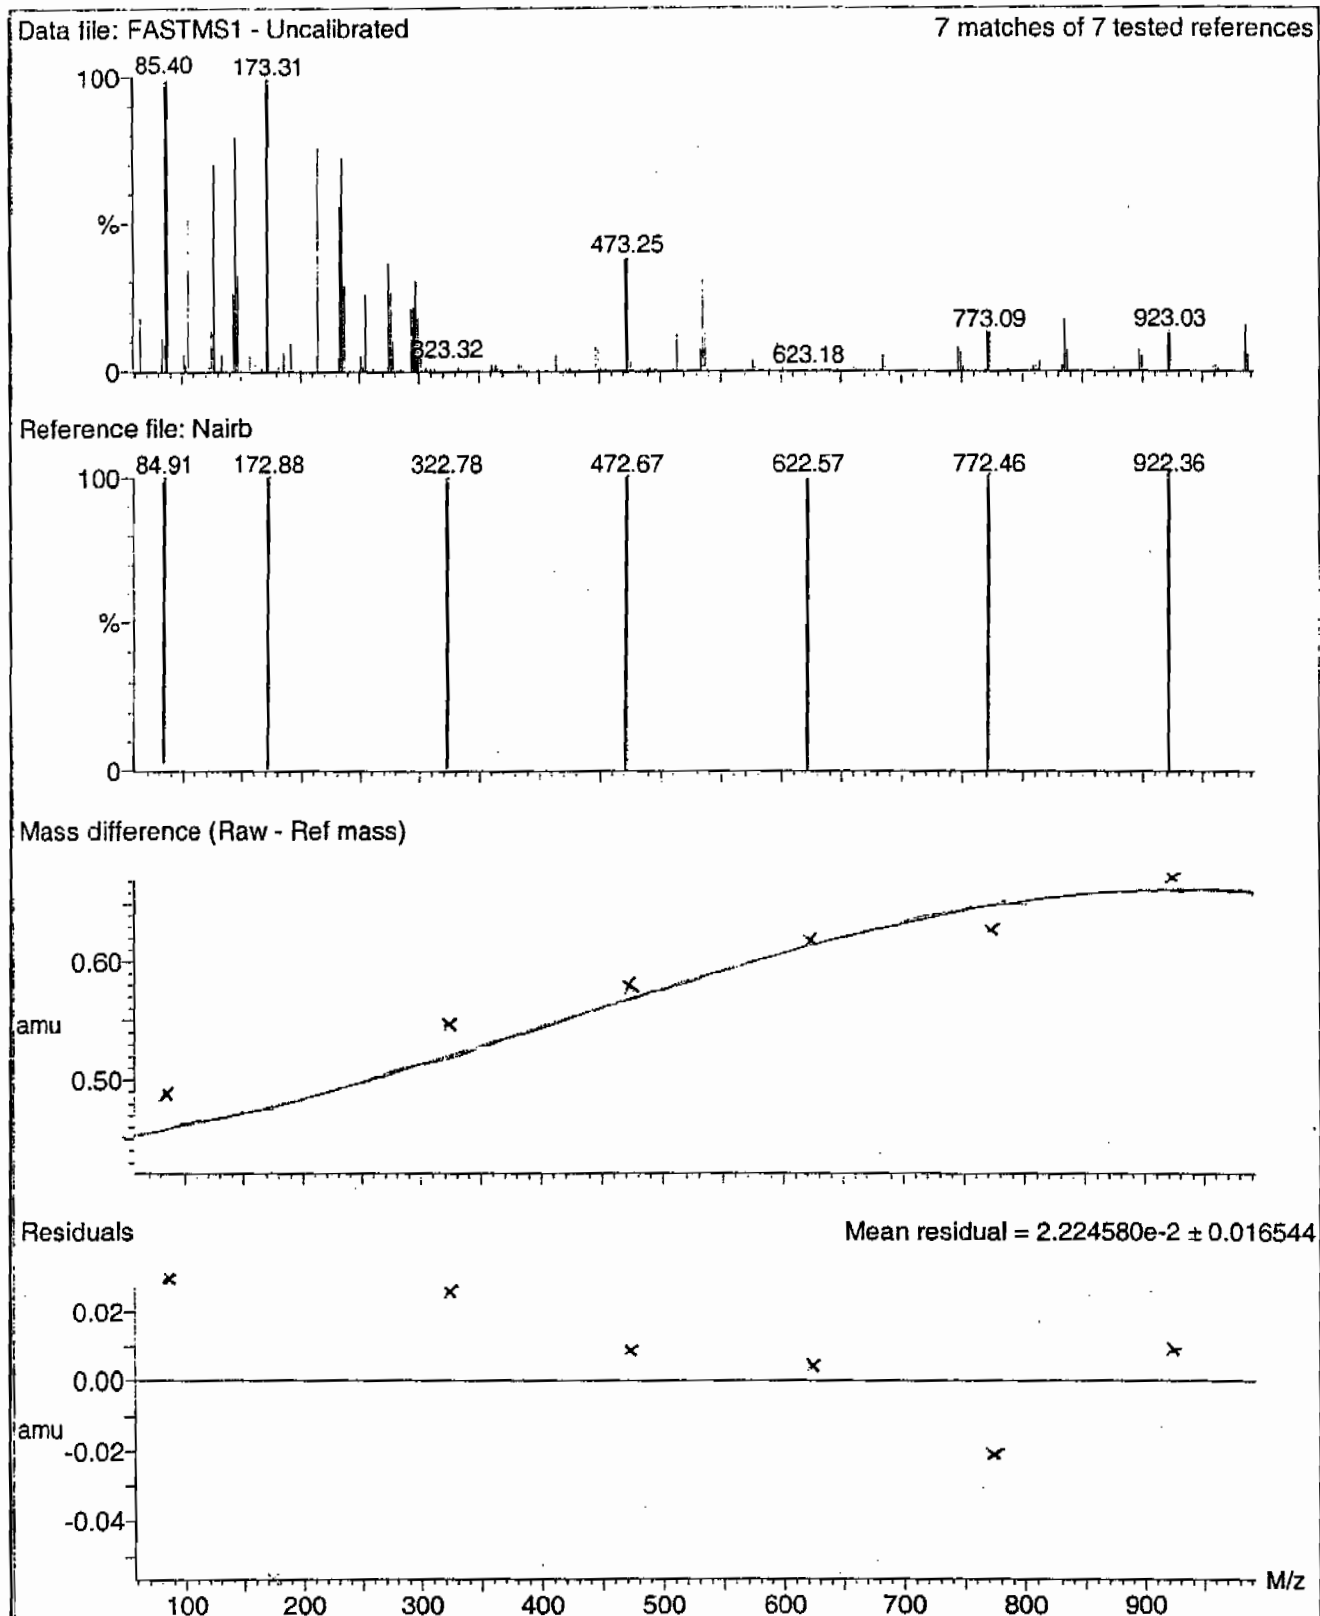 Data file: FASTMS1 - Uncalibrated 7 matches of 7 tested references
100 85.40 173.31
% 473.25
323.32 623.18 773.09 923.03
0
Reference file: Nairb
84.91 172.88 322.78 472.67 622.57 772.46 922.36
100
%
0
Mass difference (Raw - Ref mass)
0.60
amu
0.50
Residuals Mean residual = 2.224580e-2 ± 0.016544
0.02
0.00
amu
-0.02
-0.04
M/z
100 200 300 400 500 600 700 800 900